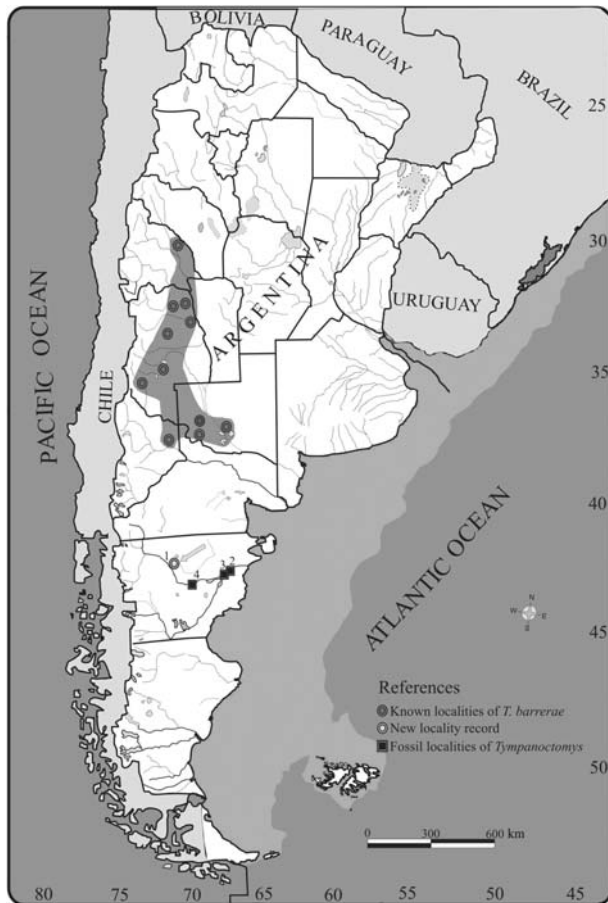 BOLIVIA
PARAGUAY
BRAZIL
25
30
ARGENTINA
URUGUAY
PACIFIC OCEAN
CHILE
35
40
1
2
3
4
ATLANTIC OCEAN
N
W
E
S
45
References
Known localities of T. barrerae
New locality record
Fossil localities of Tympanoctomys
50
0 300 600 km
80 75 70 65 60 55 50 45